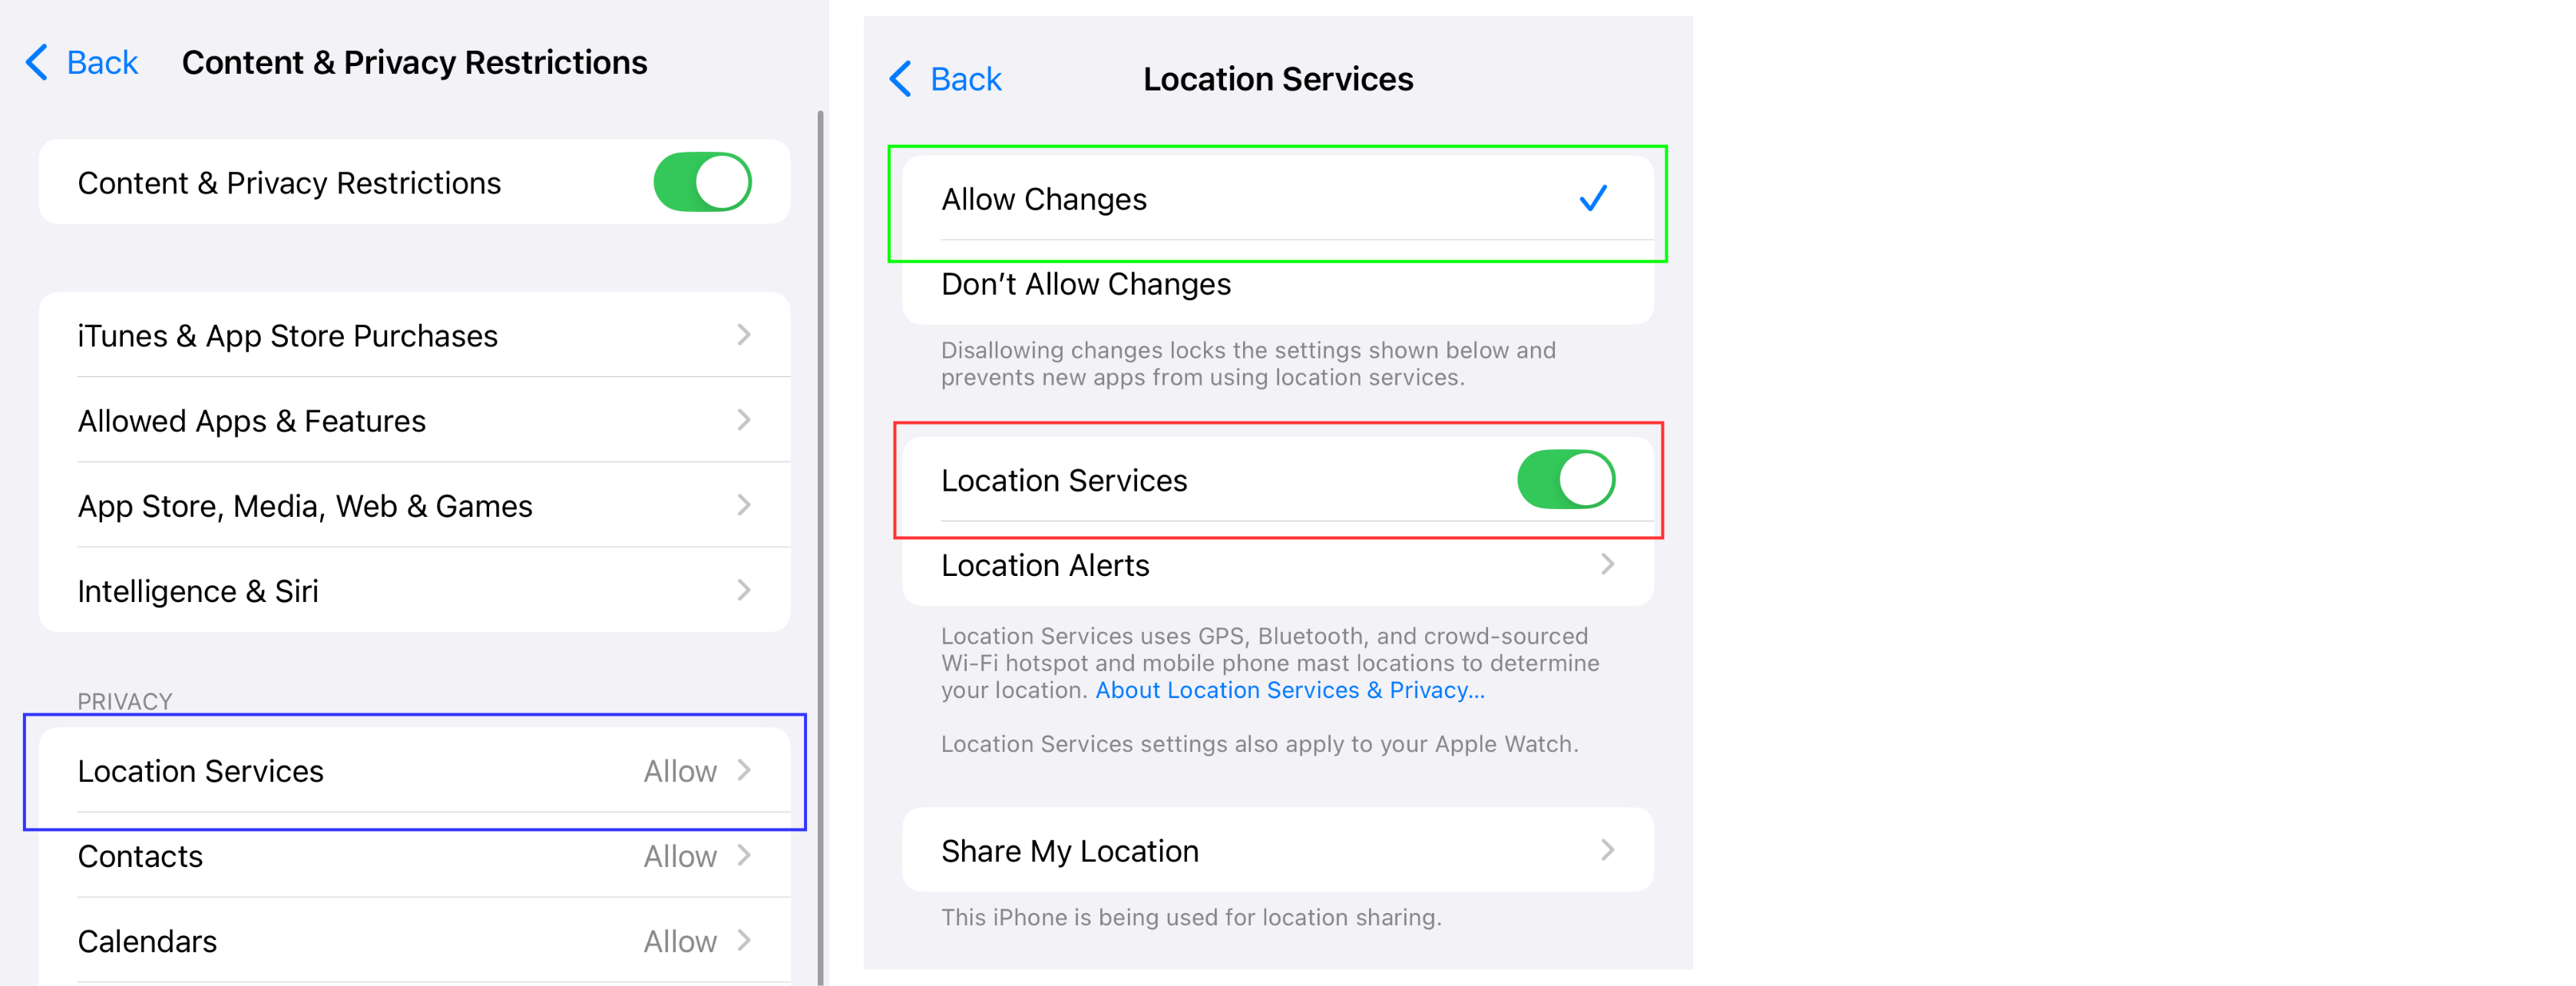 Back
Content & Privacy Restrictions
Content & Privacy Restrictions
iTunes & App Store Purchases
Allowed Apps & Features
App Store, Media, Web & Games
Intelligence & Siri
PRIVACY
Location Services Allow
Contacts Allow
Calendars Allow
Back
Location Services
Allow Changes
Don’t Allow Changes
Disallowing changes locks the settings shown below and
prevents new apps from using location services.
Location Services
Location Alerts
Location Services uses GPS, Bluetooth, and crowd-sourced
Wi-Fi hotspot and mobile phone mast locations to determine
your location. About Location Services & Privacy...
Location Services settings also apply to your Apple Watch.
Share My Location
This iPhone is being used for location sharing.